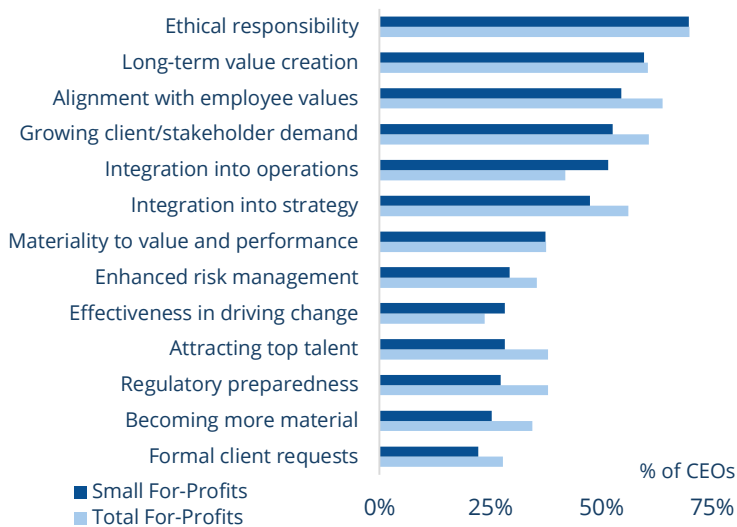 Ethical responsibility
Long-term value creation
Alignment with employee values
Growing client/stakeholder demand
Integration into operations
Integration into strategy
Materiality to value and performance
Enhanced risk management
Effectiveness in driving change
Attracting top talent
Regulatory preparedness
Becoming more material
Formal client requests
% of CEOs
Small For-Profits
Total For-Profits
0% 25% 50% 75%